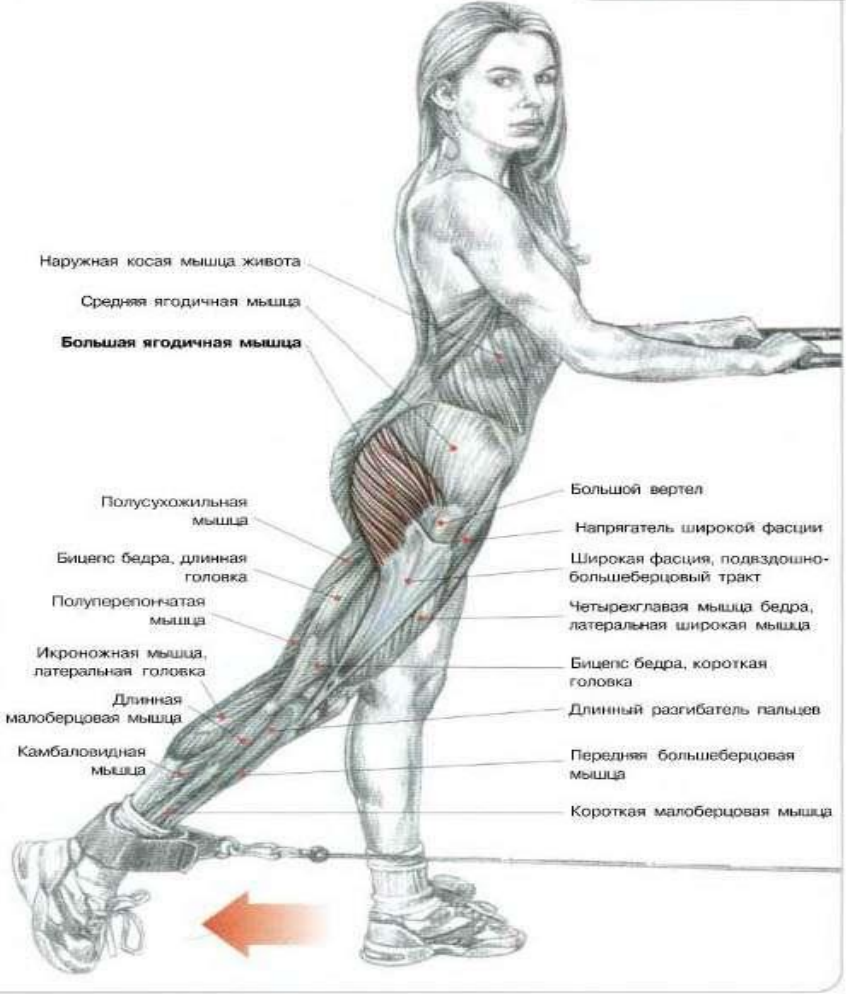 Наружная косая мышца живота
Средняя ягодичная мышца
Большая ягодичная мышца
Полусухожильная
мышца
Бицепс бедра, длинная
головка
Полуперепончатая
мышца
Икроножная мышца,
латеральная головка
Длинная
малоберцовая мышца
Камбаловидная
мышца
Большой вертел
Напрягатель широкой фасции
Широкая фасция, подвздошно-
большеберцовый тракт
Четырехглавая мышца бедра,
латеральная широкая мышца
Бицепс бедра, короткая
головка
Длинный разгибатель пальцев
Передняя большеберцовая
мышца
Короткая малоберцовая мышца